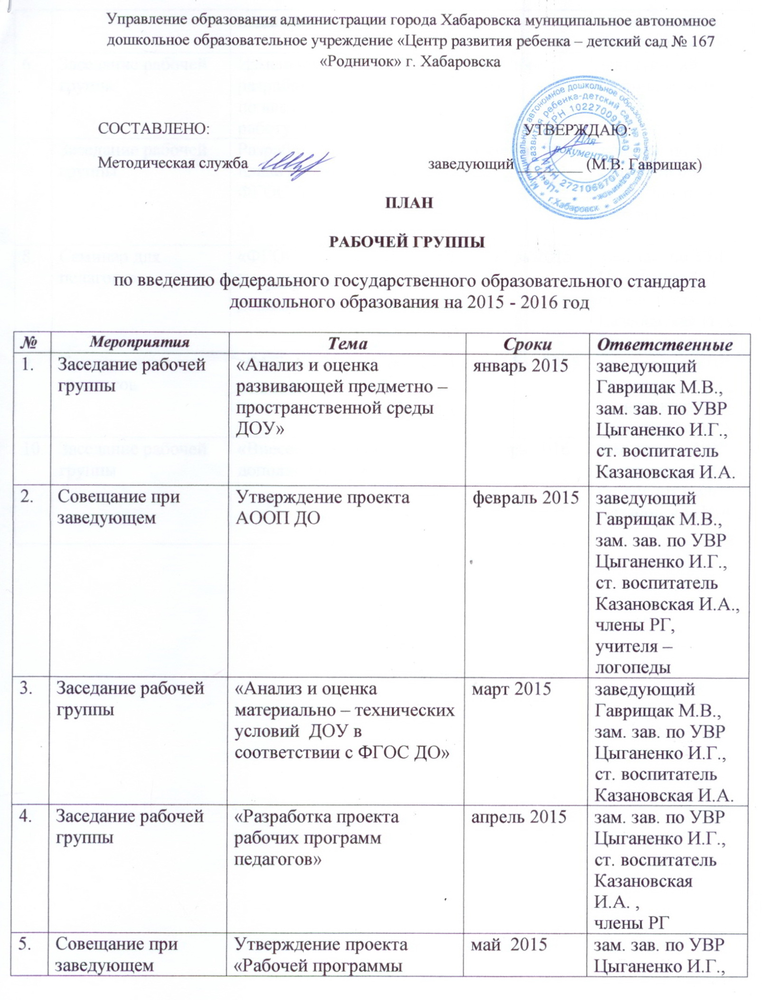 Управление образования администрации города Хабаровска муниципальное автономное
дошкольное образовательное учреждение «Центр развития ребенка – детский сад № 167
«Родничок» г. Хабаровска
СОСТАВЛЕНО:
УТВЕРЖДАЮ:
Методическая служба
заведующий (М.В. Гаврищак)
Муниципальное автономное дошкольное образовательное учреждение
«Центр развития ребенка-детский сад № 167 «Родничок»
г.Хабаровск
ИНН 2721068707
Для
документов
ПЛАН
РАБОЧЕЙ ГРУППЫ
по введению федерального государственного образовательного стандарта
дошкольного образования на 2015 - 2016 год
№ Мероприятия Тема Сроки Ответственные
1. Заседание рабочей «Анализ и оценка январь 2015 заведующий
группы развивающей предметно – Гаврищак М.В.,
пространственной среды зам. зав. по УВР
ДОУ» Цыганенко И.Г.,
ст. воспитатель
Казановская И.А.
2. Совещание при Утверждение проекта февраль 2015 заведующий
заведующем АООП ДО Гаврищак М.В.,
зам. зав. по УВР
Цыганенко И.Г.,
ст. воспитатель
Казановская И.А.,
члены РГ,
учителя –
логопеды
3. Заседание рабочей «Анализ и оценка март 2015 заведующий
группы материально – технических Гаврищак М.В.,
условий ДОУ в зам. зав. по УВР
соответствии с ФГОС ДО» Цыганенко И.Г.,
ст. воспитатель
Казановская И.А.
4. Заседание рабочей «Разработка проекта апрель 2015 зам. зав. по УВР
группы рабочих программ Цыганенко И.Г.,
педагогов» ст. воспитатель
Казановская
И.А. ,
члены РГ
5. Совещание при Утверждение проекта май 2015 зам. зав. по УВР
заведующем «Рабочей программы Цыганенко И.Г.,